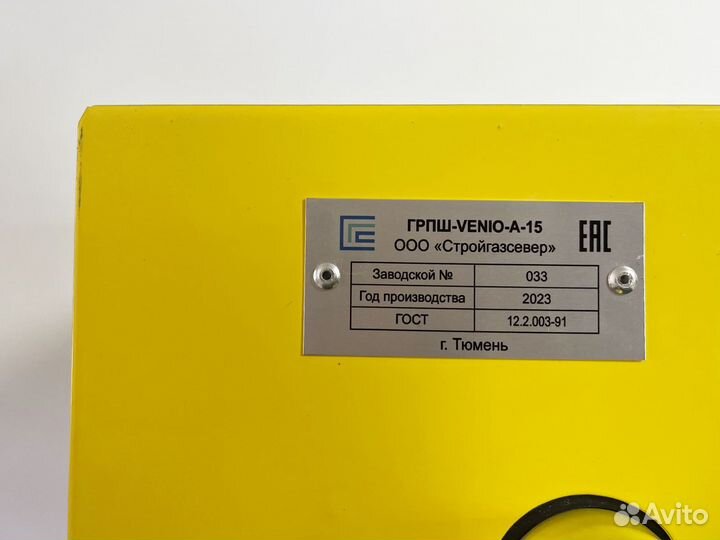 ГРПШ-VENIO-A-15
ООО «Стройгазсевер»
EAC
Заводской № 033
Год производства 2023
ГОСТ 12.2.003-91
г. Тюмень
Avito